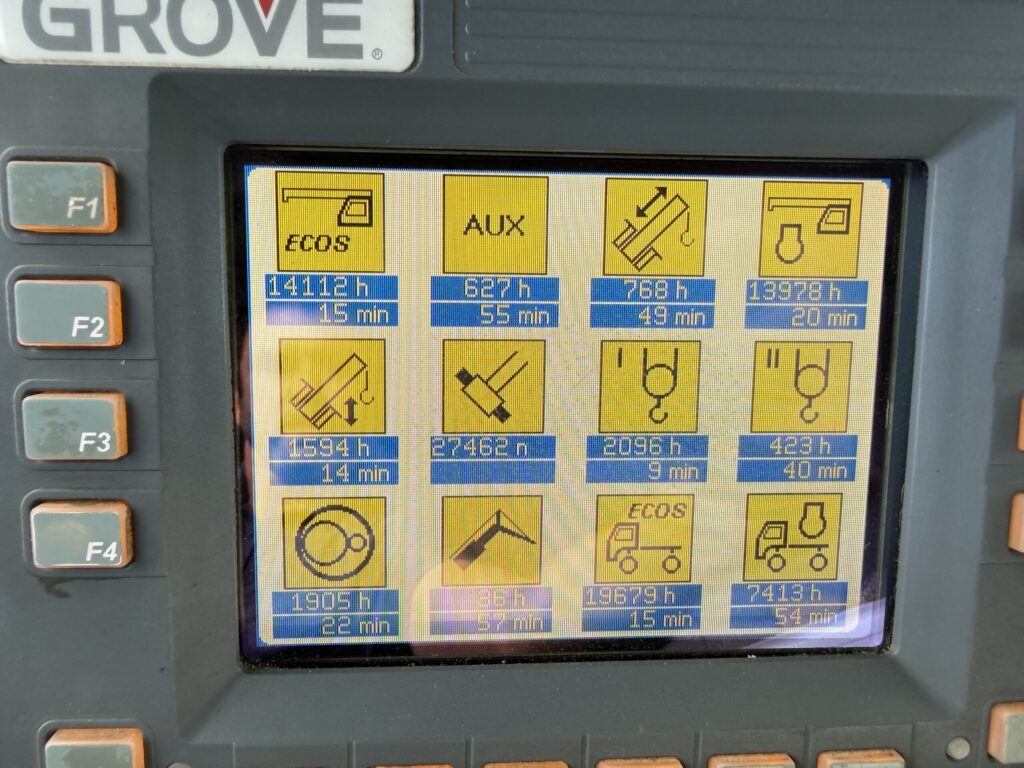 GROVE®
F1
F2
F3
F4
ECOS
14112 h
15 min
AUX
627 h
55 min
768 h
49 min
13978 h
20 min
1594 h
14 min
27462 n
I
2096 h
9 min
II
423 h
40 min
1905 h
22 min
36 h
57 min
ECOS
19679 h
15 min
7413 h
54 min